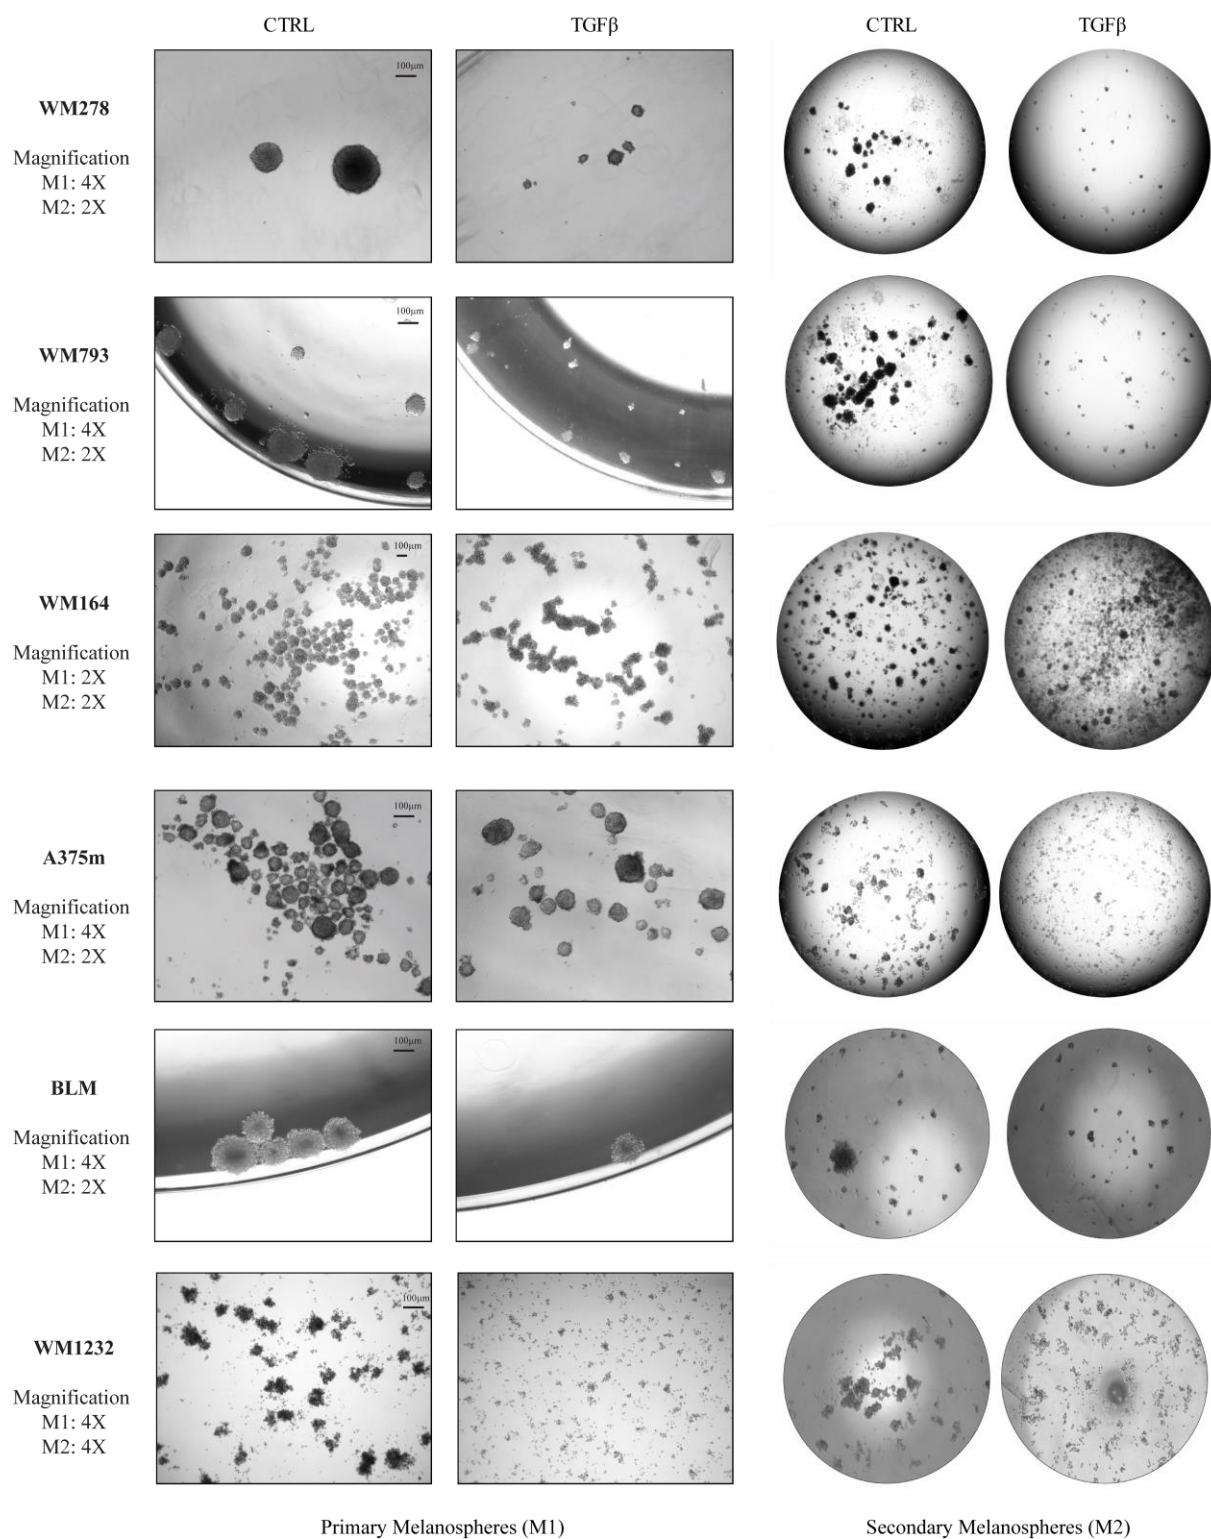 CTRL TGFβ CTRL TGFβ
100µm
WM278
Magnification
M1: 4X
M2: 2X
100µm
WM793
Magnification
M1: 4X
M2: 2X
100µm
WM164
Magnification
M1: 2X
M2: 2X
100µm
A375m
Magnification
M1: 4X
M2: 2X
100µm
BLM
Magnification
M1: 4X
M2: 2X
100µm
WM1232
Magnification
M1: 4X
M2: 4X
Primary Melanospheres (M1) Secondary Melanospheres (M2)